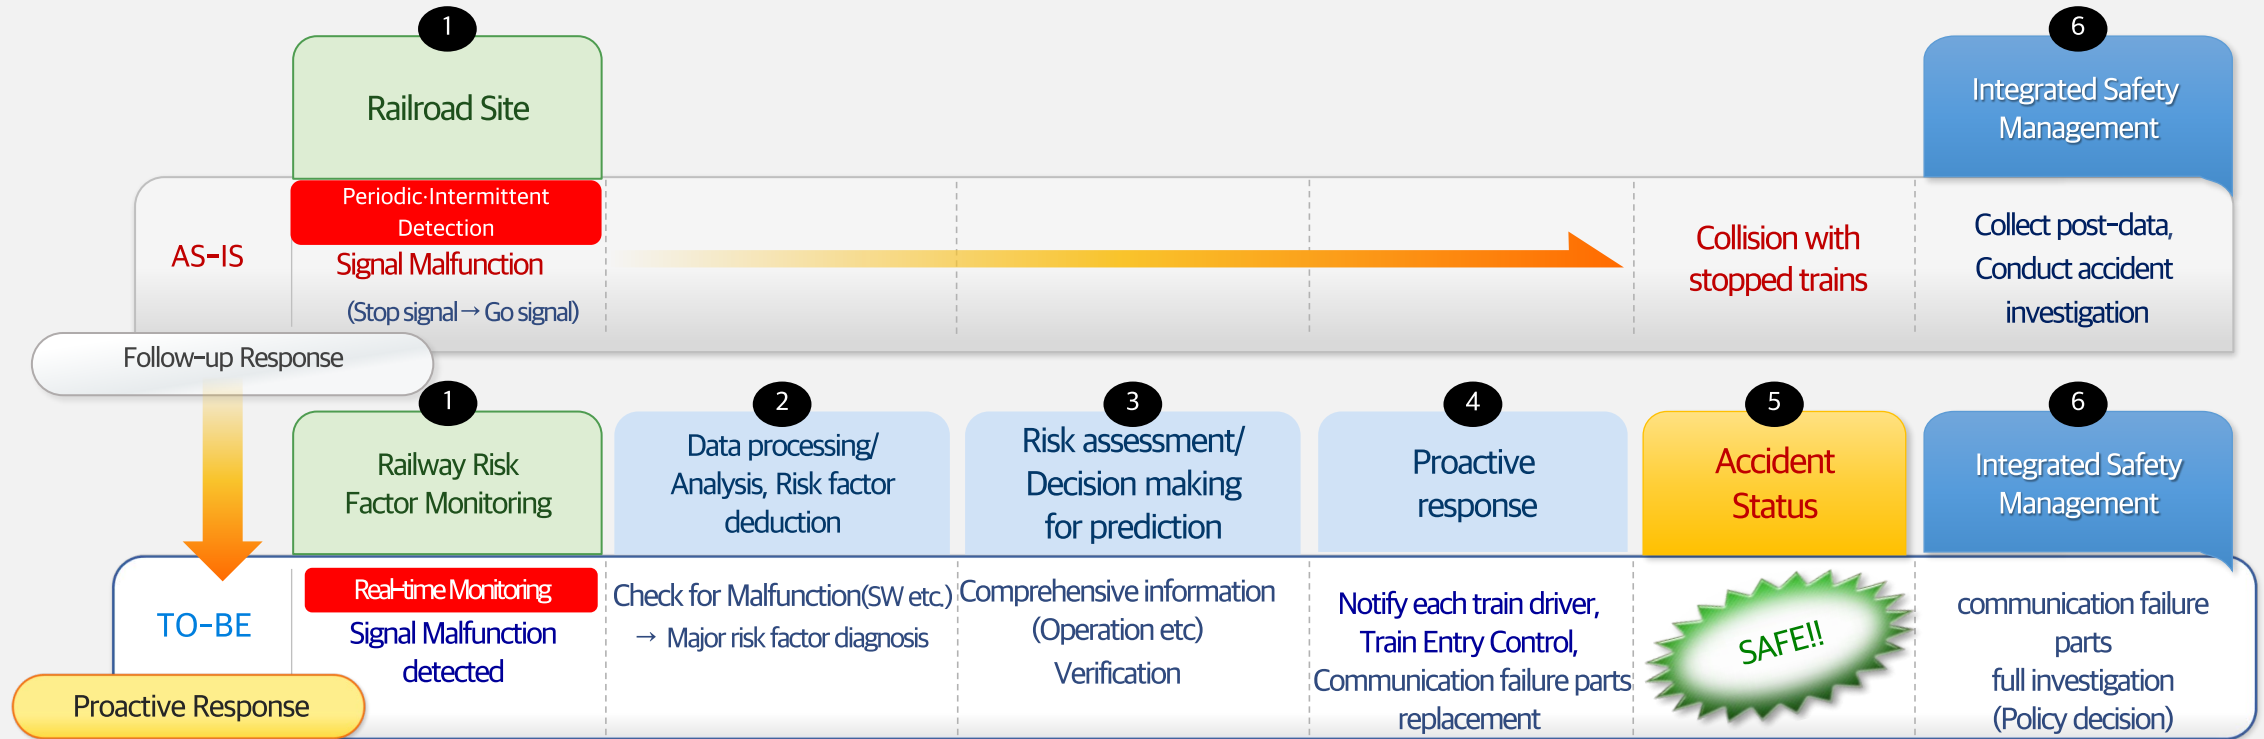 1
6
Railroad Site
Integrated Safety
Management
AS-IS
Periodic·Intermittent
Detection
Signal Malfunction
(Stop signal → Go signal)
Collision with
stopped trains
Collect post-data,
Conduct accident
investigation
Follow-up Response
1
2
3
4
5
6
Railway Risk
Factor Monitoring
Data processing/
Analysis, Risk factor
deduction
Risk assessment/
Decision making
for prediction
Proactive
response
Accident
Status
Integrated Safety
Management
TO-BE
Real-time Monitoring
Signal Malfunction
detected
Check for Malfunction(SW etc.)
→ Major risk factor diagnosis
Comprehensive information
(Operation etc)
Verification
Notify each train driver,
Train Entry Control,
Communication failure parts
replacement
SAFE!!
communication failure
parts
full investigation
(Policy decision)
Proactive Response